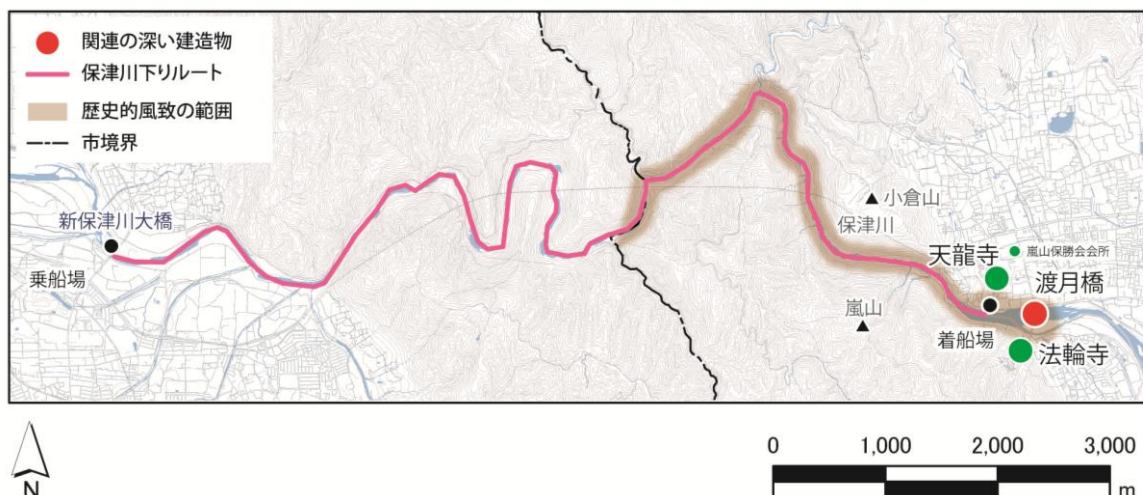 関連の深い建造物
保津川下りルート
歴史的風致の範囲
市境界
新保津川大橋
乗船場
小倉山
保津川
嵐山保勝会会所
天龍寺
渡月橋
嵐山
着船場
法輪寺
N
0 1,000 2,000 3,000
m